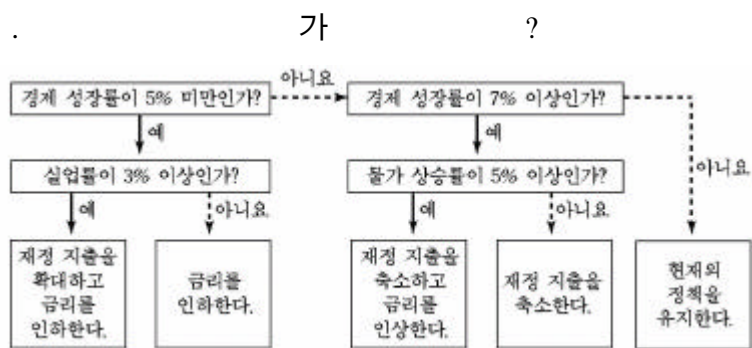 . 가 ?
경제 성장률이 5% 미만인가?
아니요
경제 성장률이 7% 이상인가?
예
예
아니요
실업률이 3% 이상인가?
물가 상승률이 5% 이상인가?
예
아니요
예
아니요
재정 지출을
확대하고
금리를
인하한다.
금리를
인하한다.
재정 지출을
축소하고
금리를
인상한다.
재정 지출을
축소한다.
현재의
정책을
유지한다.